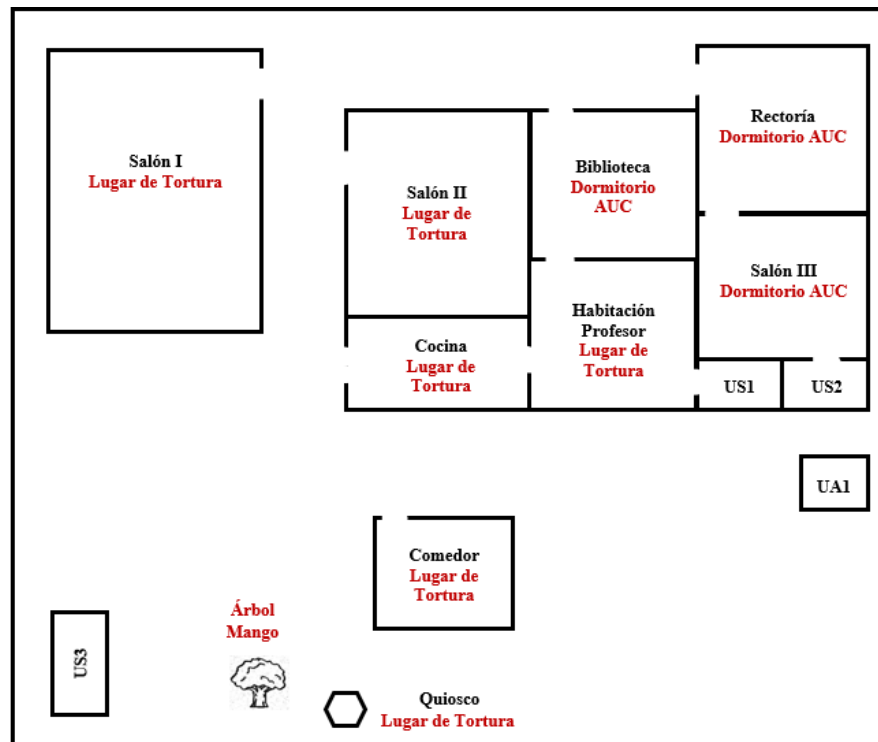 Salón I
Lugar de Tortura
Salón II
Lugar de
Tortura
Biblioteca
Dormitorio
AUC
Rectoría
Dormitorio AUC
Salón III
Dormitorio AUC
Cocina
Lugar de
Tortura
Habitación
Profesor
Lugar de
Tortura
US1
US2
UA1
Comedor
Lugar de
Tortura
US3
Árbol
Mango
Quiosco
Lugar de Tortura